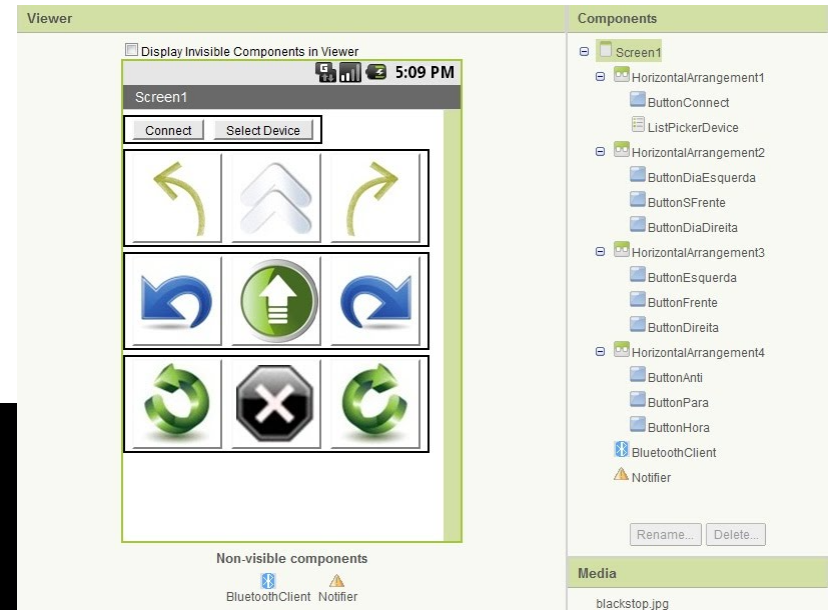 Viewer
Display Invisible Components in Viewer
5:09 PM
Screen1
Connect
Select Device
Non-visible components
BluetoothClient
Notifier
Components
Screen1
HorizontalArrangement1
ButtonConnect
ListPickerDevice
HorizontalArrangement2
ButtonDiaEsquerda
ButtonSFrente
ButtonDiaDireita
HorizontalArrangement3
ButtonEsquerda
ButtonFrente
ButtonDireita
HorizontalArrangement4
ButtonAnti
ButtonPara
ButtonHora
BluetoothClient
Notifier
Rename...
Delete...
Media
blackstop.jpg